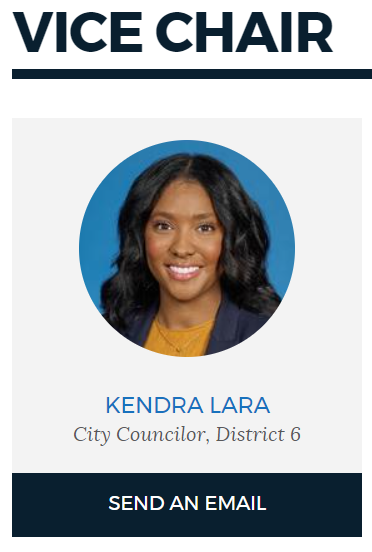 VICE CHAIR
KENDRA LARA
City Councilor, District 6
SEND AN EMAIL